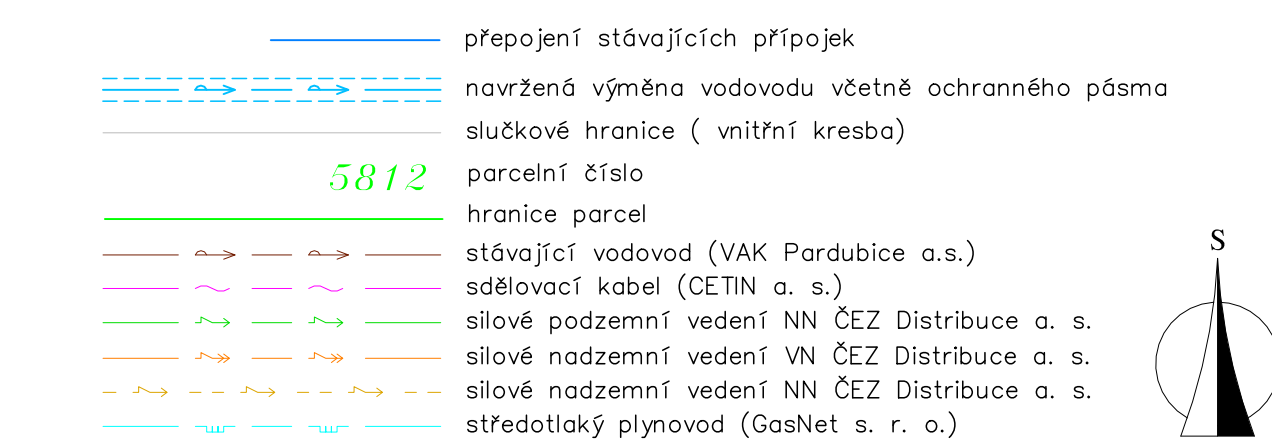 přepojení stávajících přípojek
navržená výměna vodovodu včetně ochranného pásma
slučkové hranice ( vnitřní kresba)
5812 parcelní číslo
hranice parcel
stávající vodovod (VAK Pardubice a.s.)
sdělovací kabel (CETIN a. s.)
silové podzemní vedení NN ČEZ Distribuce a. s.
silové nadzemní vedení VN ČEZ Distribuce a. s.
silové nadzemní vedení NN ČEZ Distribuce a. s.
středotlaký plynovod (GasNet s. r. o.)
S